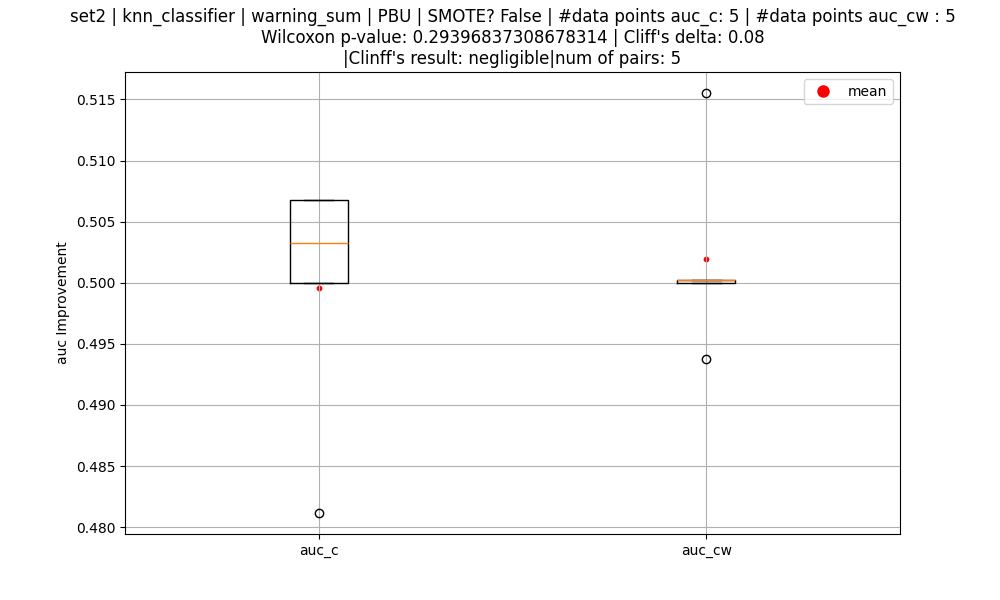 set2 | knn_classifier | warning_sum | PBU | SMOTE? False | #data points auc_c: 5 | #data points auc_cw : 5
Wilcoxon p-value: 0.29396837308678314 | Cliff's delta: 0.08
|Clinff's result: negligible|num of pairs: 5
mean
0.515
0.510
0.505
0.500
0.495
0.490
0.485
0.480
auc Improvement
auc_c
auc_cw